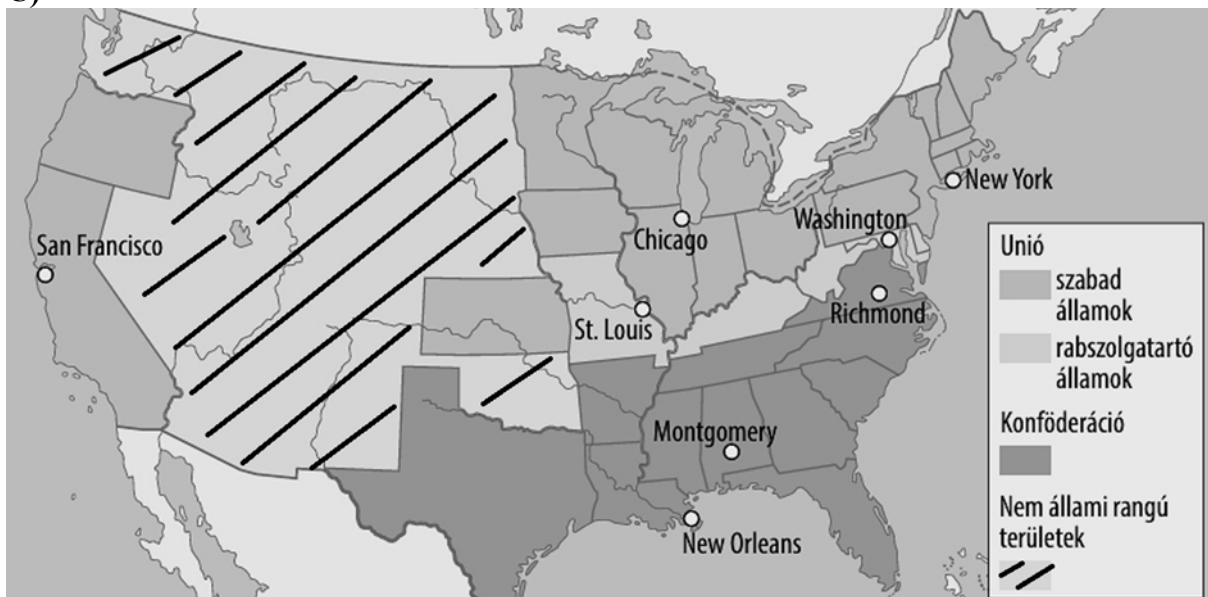 New York
Washington
Chicago
San Francisco
St. Louis
Richmond
Montgomery
New Orleans
Unió
szabad
államok
rabszolgatartó
államok
Konföderáció
Nem állami rangú
területek